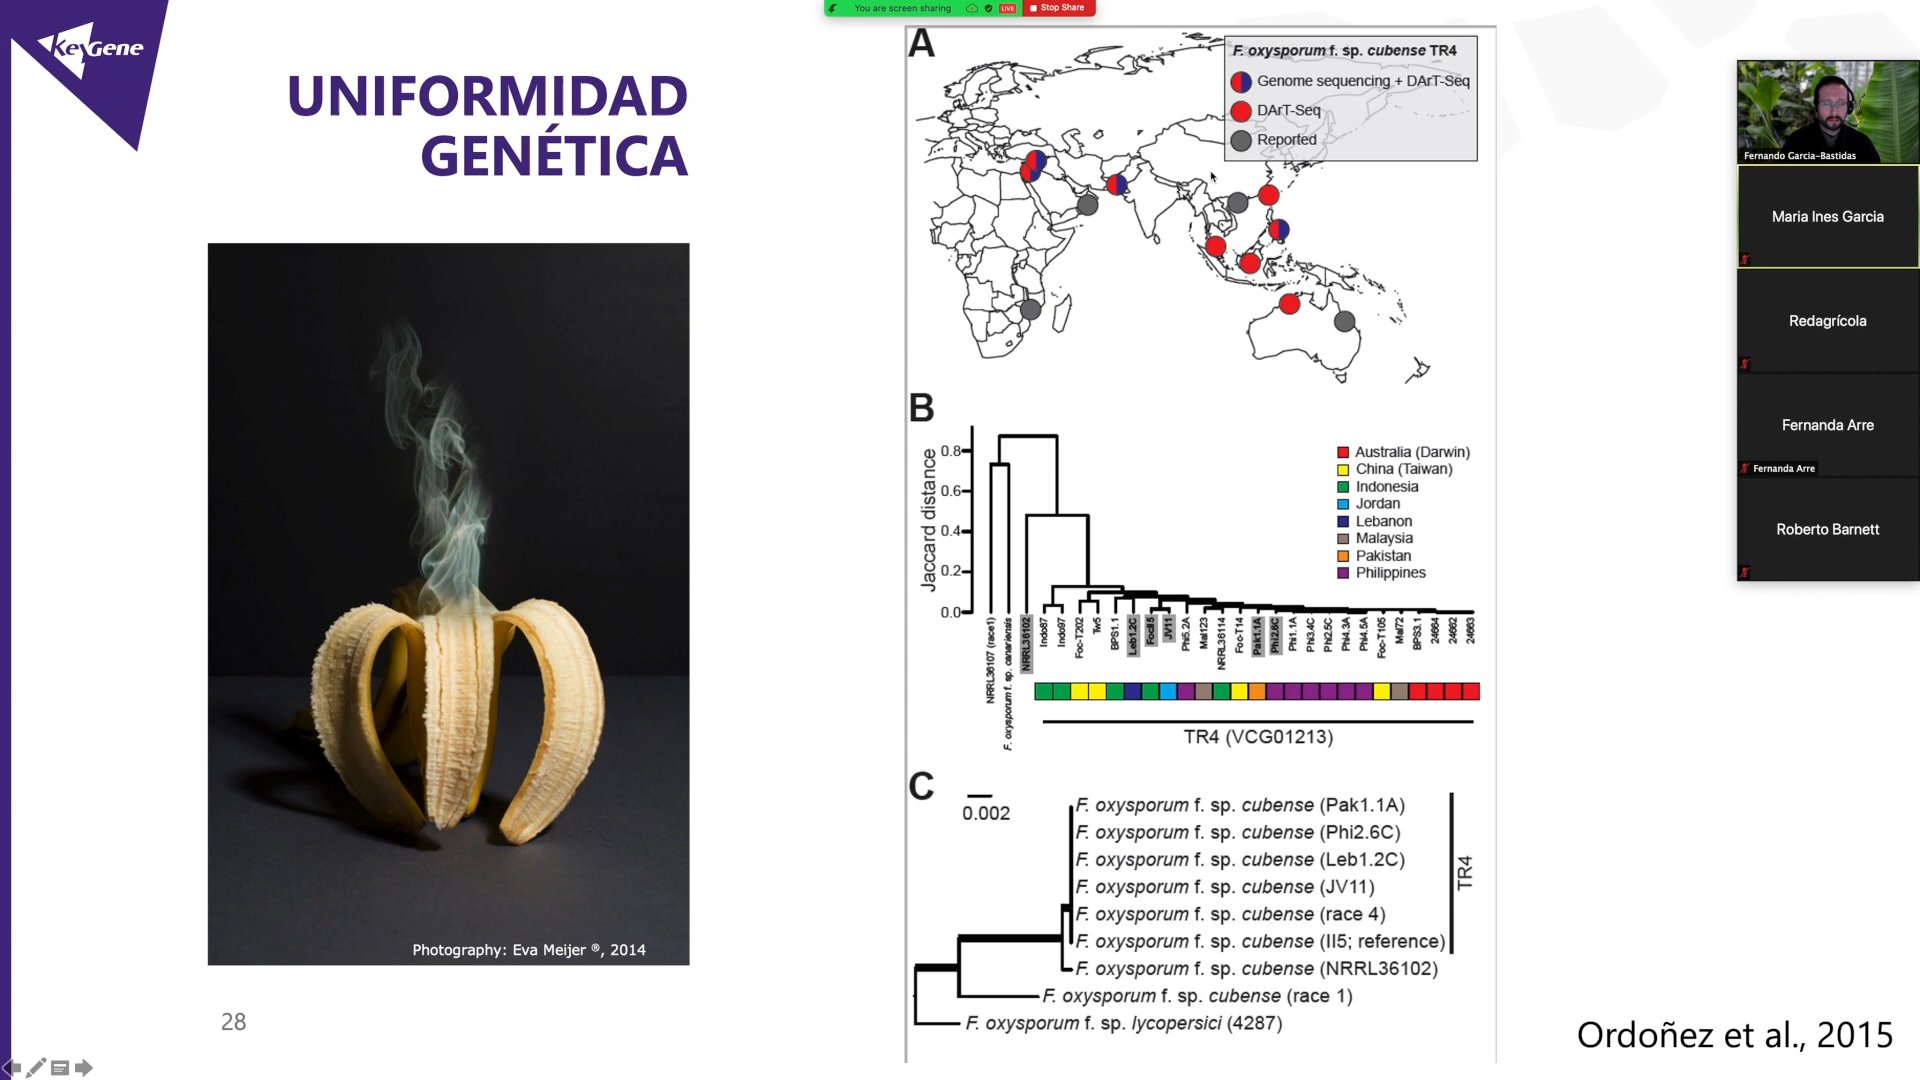 You are screen sharing LIVE Stop Share
KeyGene
UNIFORMIDAD
GENÉTICA
Photography: Eva Meijer ®, 2014
28
A
F. oxysporum f. sp. cubense TR4
Genome sequencing + DArT-Seq
DArT-Seq
Reported
B
Jaccard distance
0.8
0.6
0.4
0.2
0.0
Australia (Darwin)
China (Taiwan)
Indonesia
Jordan
Lebanon
Malaysia
Pakistan
Philippines
NRRL36107 (race1)
F. oxysporum f. sp. canariensis
NRRL36102
Indo87
Indo97
Foc-T202
Tw5
BPS1.1
Leb1.2C
FocII5
JV11
Phi5.2A
Mal123
NRRL36114
Foc-T14
Pak1.1A
Phi2.6C
Phi1.1A
Phi3.4C
Phi2.5C
Phi4.3A
Phi4.5A
Foc-T105
Mal72
BPS3.1
24664
24662
24663
TR4 (VCG01213)
C
0.002
F. oxysporum f. sp. cubense (Pak1.1A)
F. oxysporum f. sp. cubense (Phi2.6C)
F. oxysporum f. sp. cubense (Leb1.2C)
F. oxysporum f. sp. cubense (JV11)
F. oxysporum f. sp. cubense (race 4)
F. oxysporum f. sp. cubense (II5; reference)
F. oxysporum f. sp. cubense (NRRL36102)
F. oxysporum f. sp. cubense (race 1)
F. oxysporum f. sp. lycopersici (4287)
TR4
Ordoñez et al., 2015
Fernando Garcia-Bastidas
Maria Ines Garcia
Redagrícola
Fernanda Arre
Fernanda Arre
Roberto Barnett